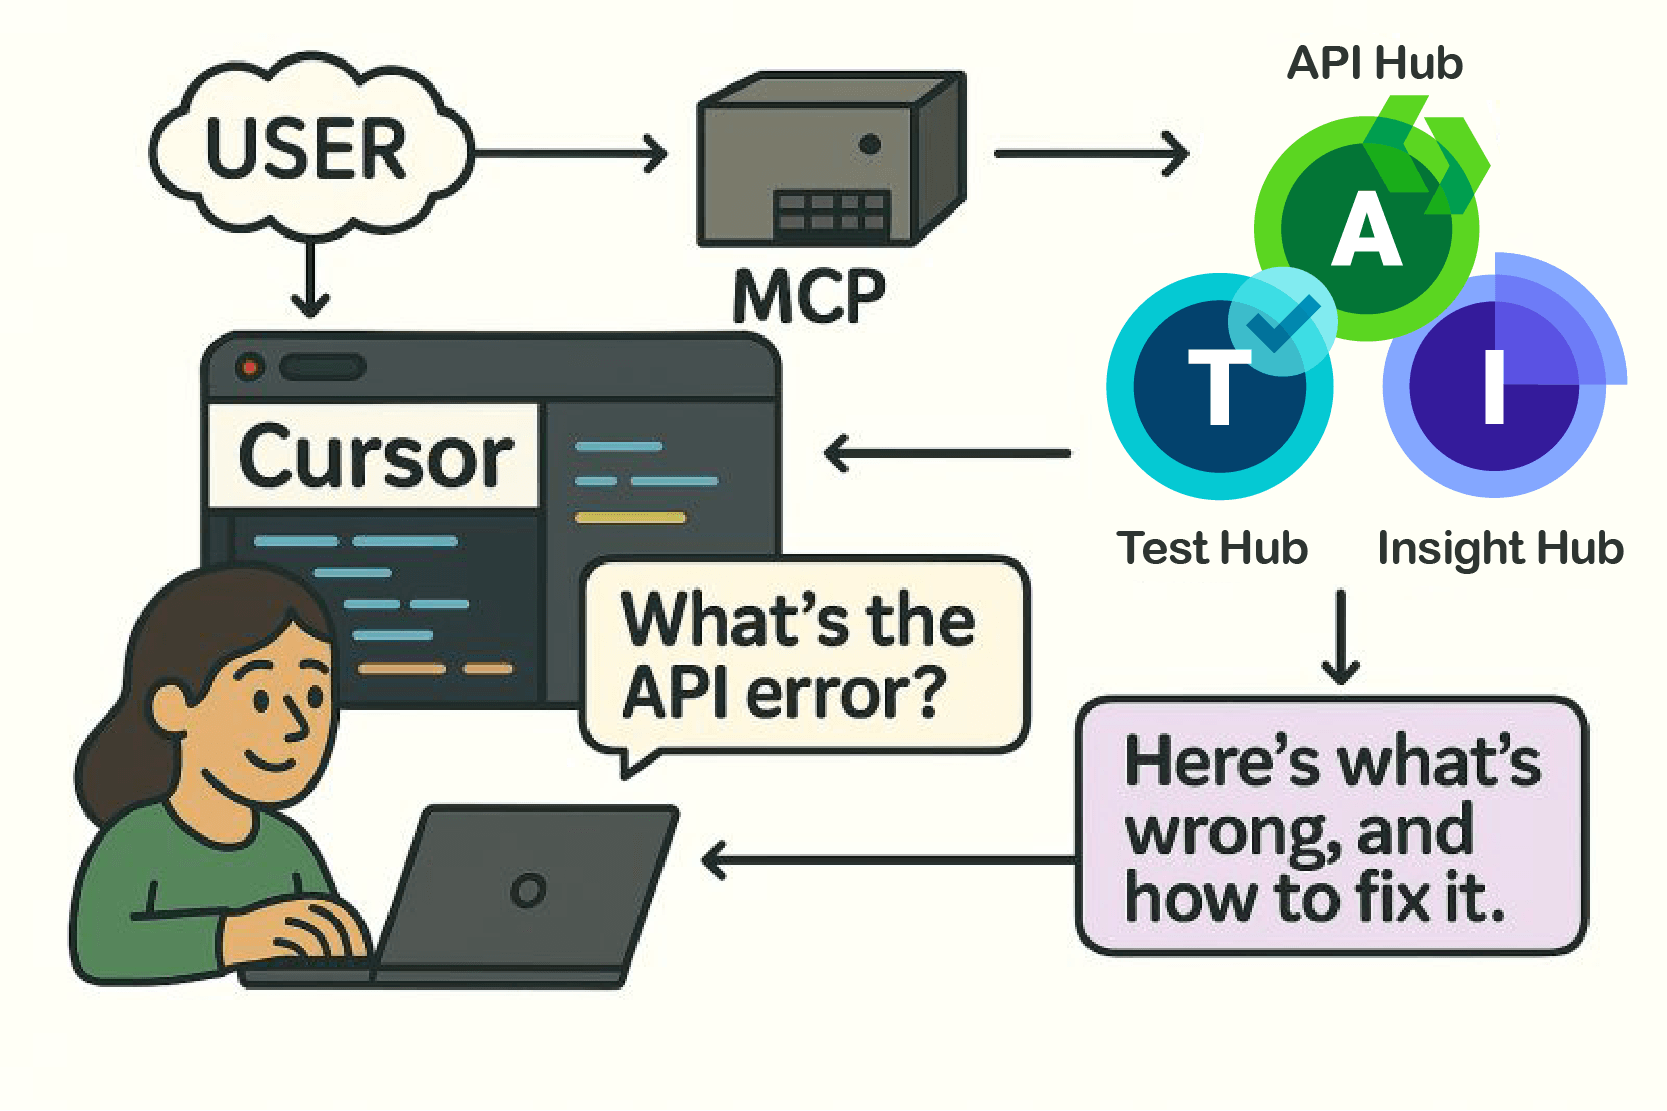 USER
MCP
API Hub
A
T
I
Test Hub
Insight Hub
Cursor
What's the
API error?
Here's what's
wrong, and
how to fix it.